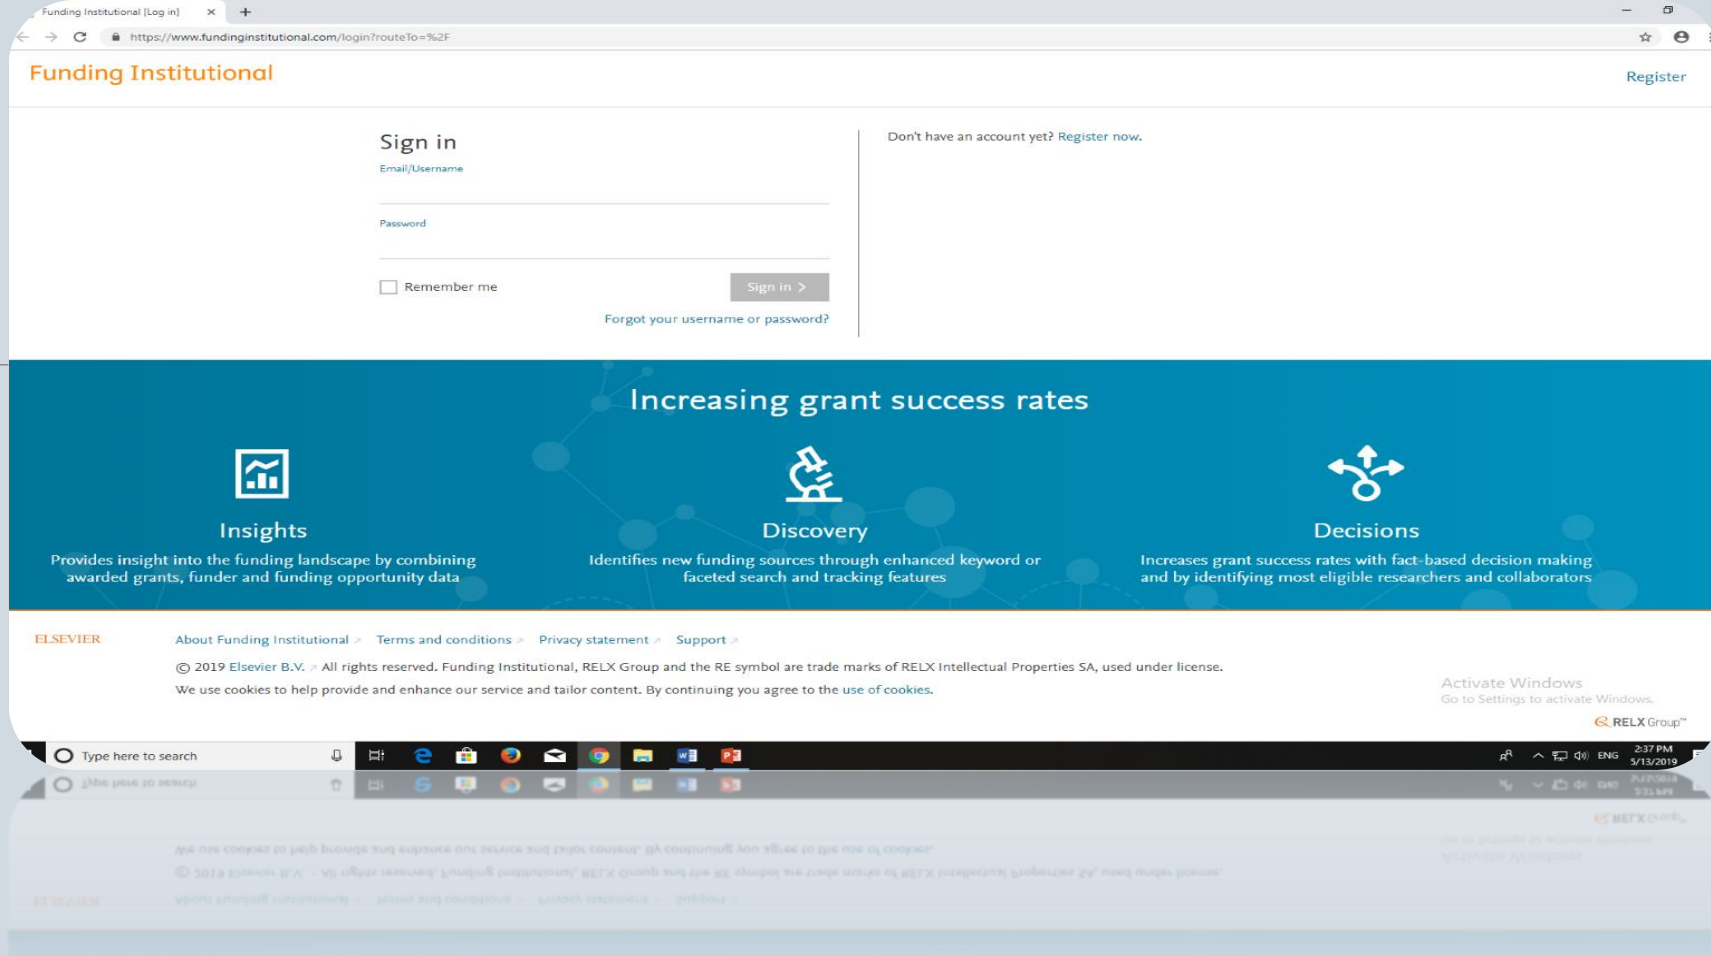 Funding Institutional [Log in]
https://www.fundinginstitutional.com/login?routeTo=%2F
Funding Institutional
Register
Sign in
Email/Username
Password
Remember me
Sign in >
Forgot your username or password?
Don't have an account yet? Register now.
Increasing grant success rates
Insights
Provides insight into the funding landscape by combining
awarded grants, funder and funding opportunity data
Discovery
Identifies new funding sources through enhanced keyword or
faceted search and tracking features
Decisions
Increases grant success rates with fact-based decision making
and by identifying most eligible researchers and collaborators
ELSEVIER
About Funding Institutional Terms and conditions Privacy statement Support
© 2019 Elsevier B.V. All rights reserved. Funding Institutional, RELX Group and the RE symbol are trade marks of RELX Intellectual Properties SA, used under license.
We use cookies to help provide and enhance our service and tailor content. By continuing you agree to the use of cookies.
Activate Windows
Go to Settings to activate Windows.
RELX Group™
Type here to search
ENG
2:37 PM
5/13/2019